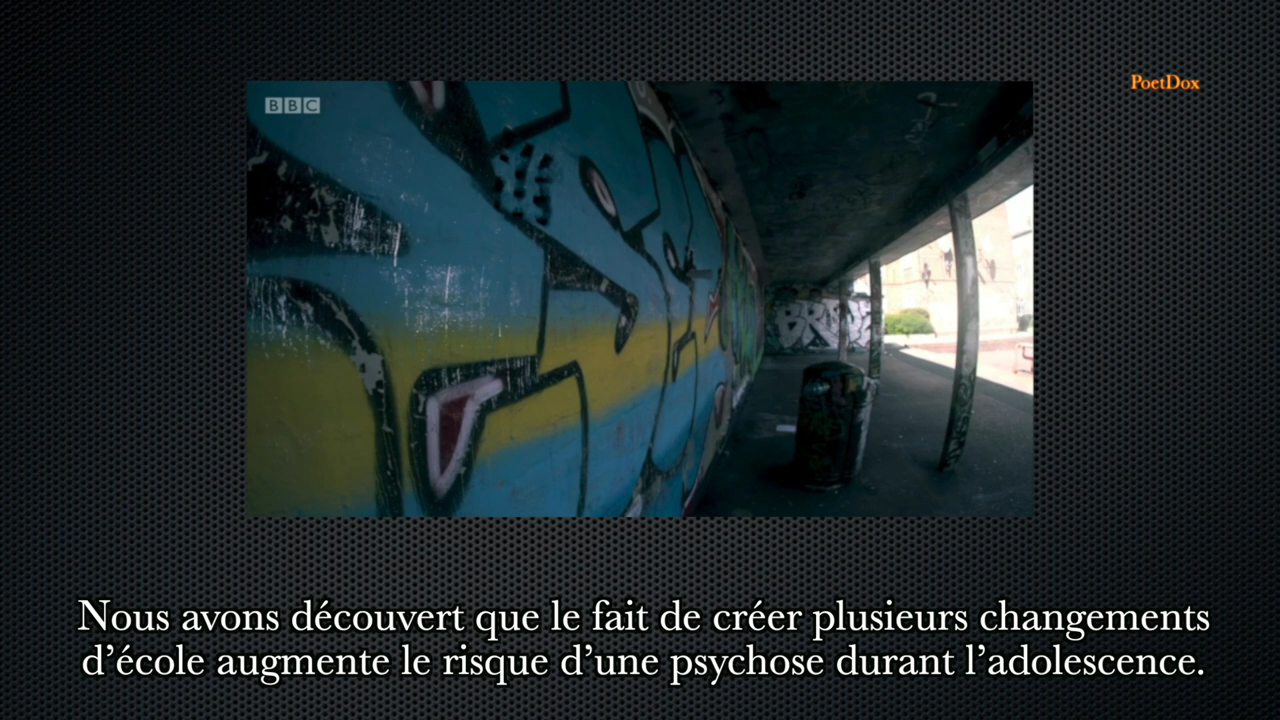 PoetDox
BBC
Nous avons découvert que le fait de créer plusieurs changements
d’école augmente le risque d’une psychose durant l’adolescence.